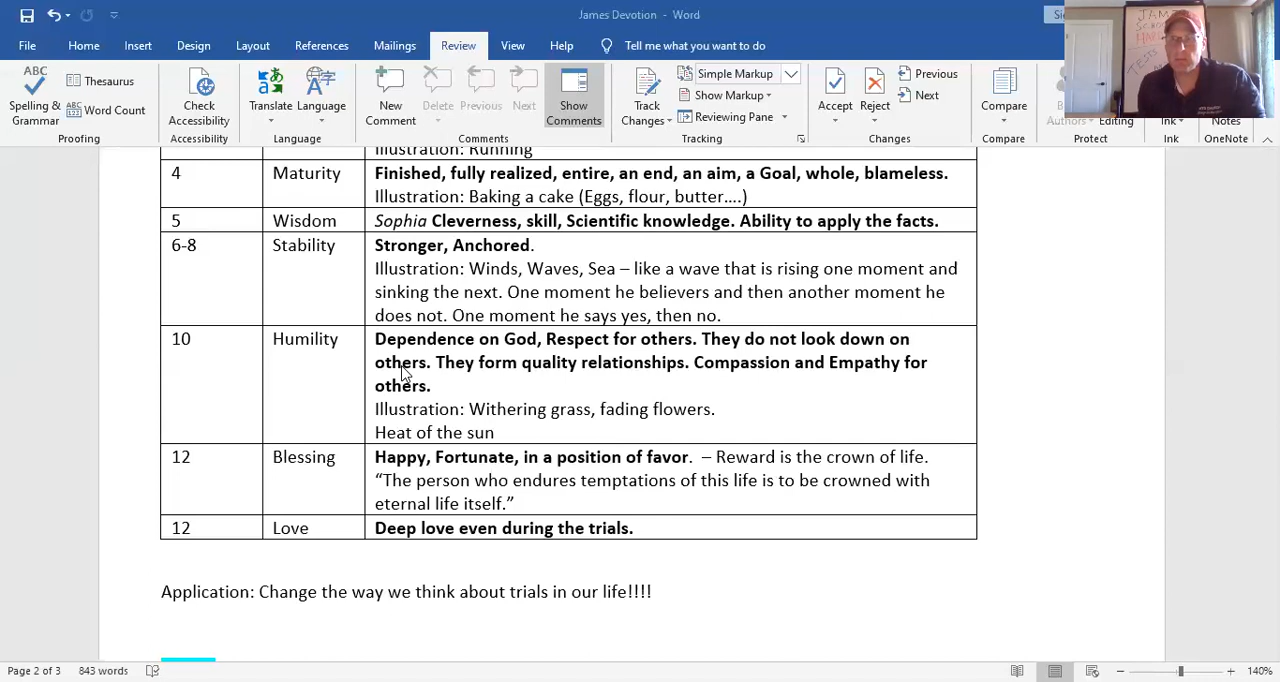 James Devotion - Word
File Home Insert Design Layout References Mailings Review View Help Tell me what you want to do
Spelling & Grammar
Thesaurus
Word Count
Proofing
Check Accessibility
Accessibility
Translate
Language
Language
New Comment
Delete
Previous
Next
Show Comments
Comments
Track Changes
Simple Markup
Show Markup
Reviewing Pane
Tracking
Accept
Reject
Previous
Next
Changes
Compare
Compare
Authors
Editing
Protect
Ink
Ink
Notes
OneNote
JAM
Illustration: Running
4 Maturity Finished, fully realized, entire, an end, an aim, a Goal, whole, blameless.
Illustration: Baking a cake (Eggs, flour, butter....)
5 Wisdom Sophia Cleverness, skill, Scientific knowledge. Ability to apply the facts.
6-8 Stability Stronger, Anchored.
Illustration: Winds, Waves, Sea – like a wave that is rising one moment and
sinking the next. One moment he believers and then another moment he
does not. One moment he says yes, then no.
10 Humility Dependence on God, Respect for others. They do not look down on
others. They form quality relationships. Compassion and Empathy for
others.
Illustration: Withering grass, fading flowers.
Heat of the sun
12 Blessing Happy, Fortunate, in a position of favor. – Reward is the crown of life.
“The person who endures temptations of this life is to be crowned with
eternal life itself.”
12 Love Deep love even during the trials.
Application: Change the way we think about trials in our life!!!!
Page 2 of 3 843 words 140%